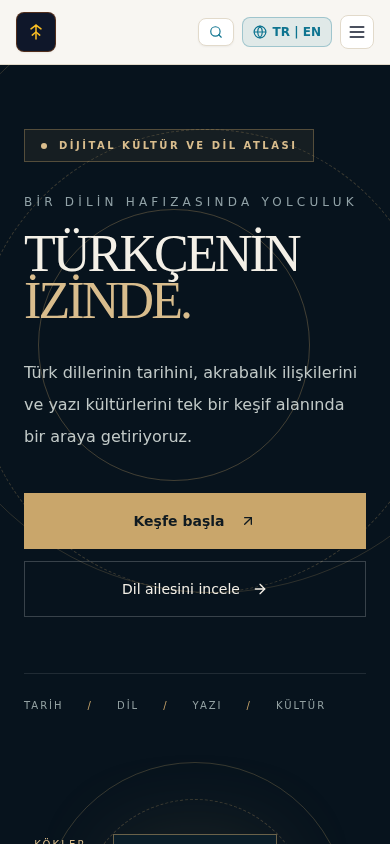 TR | EN
DİJİTAL KÜLTÜR VE DİL ATLASI
BİR DİLİN HAFIZASINDA YOLCULUK
TÜRKÇENİN
İZİNDE.
Türk dillerinin tarihini, akrabalık ilişkilerini
ve yazı kültürlerini tek bir keşif alanında
bir araya getiriyoruz.
Keşfe başla
Dil ailesini incele
TARİH / DİL / YAZI / KÜLTÜR
KÖKLER